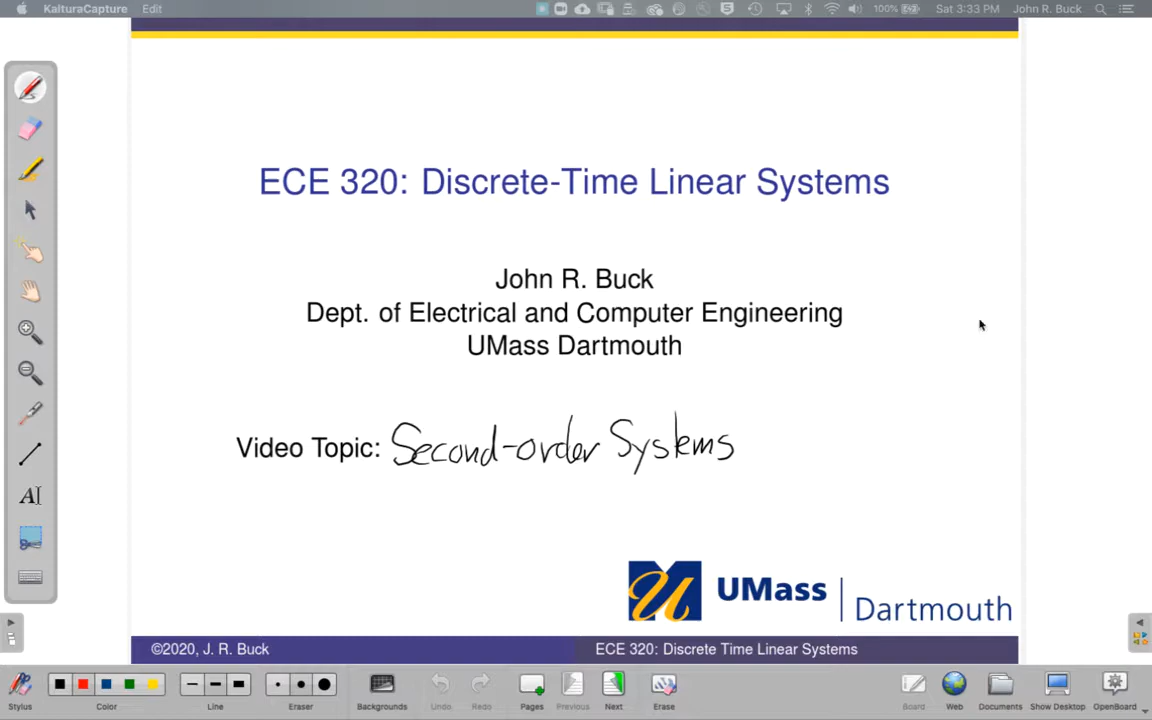 KalturaCapture Edit 100% Sat 3:33 PM John R. Buck
ECE 320: Discrete-Time Linear Systems
John R. Buck
Dept. of Electrical and Computer Engineering
UMass Dartmouth
Video Topic: Second-order Systems
UMass Dartmouth
©2020, J. R. Buck ECE 320: Discrete Time Linear Systems
Stylus Color Line Eraser Backgrounds Undo Redo Pages Previous Next Erase Board Web Documents Show Desktop OpenBoard